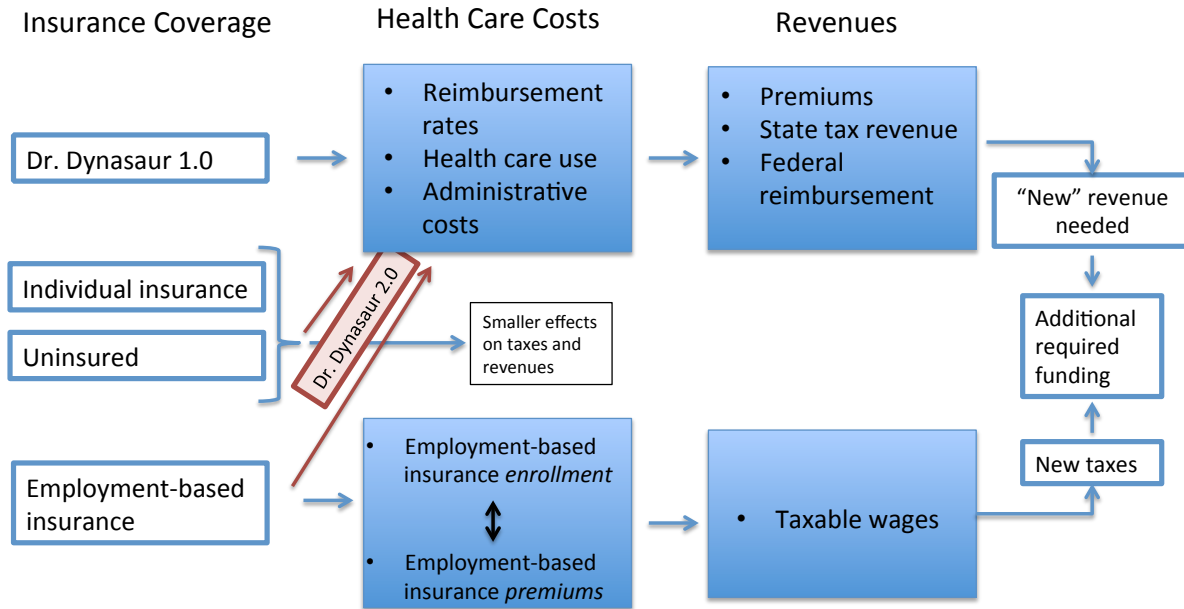 Insurance Coverage
Health Care Costs
Revenues
Dr. Dynasaur 1.0
• Reimbursement
rates
• Health care use
• Administrative
costs
• Premiums
• State tax revenue
• Federal
reimbursement
“New” revenue
needed
Individual insurance
Uninsured
Dr. Dynasaur 2.0
Smaller effects
on taxes and
revenues
Additional
required
funding
Employment-based
insurance
• Employment-based
insurance enrollment
• Employment-based
insurance premiums
• Taxable wages
New taxes